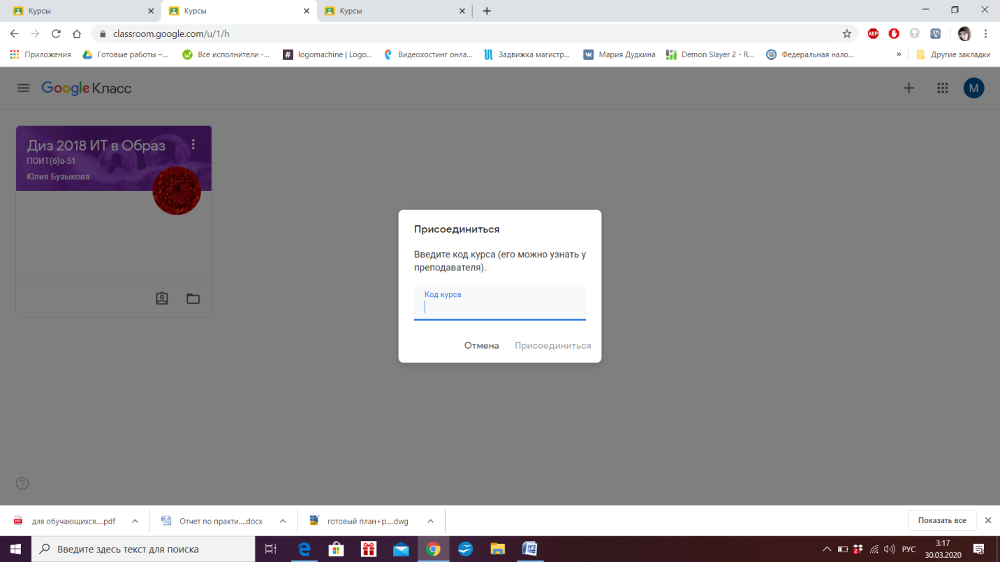 Курсы
Курсы
Курсы
classroom.google.com/u/1/h
ABP
Приложения
Готовые работы –...
Все исполнители -...
# logomachine | Logo...
Видеохостинг онла...
Задвижка магистр...
Мария Дудкина
Demon Slayer 2 - R...
Федеральная нало...
»
Другие закладки
Google Класс
M
Диз 2018 ИТ в Образ
ПОИТ(б)з-51
Юлия Бузыкова
Присоединиться
Введите код курса (его можно узнать у
преподавателя).
Код курса
Отмена
Присоединиться
для обучающихся....pdf
Отчет по практи....docx
готовый план+р....dwg
Показать все
Введите здесь текст для поиска
РУС
3:17
30.03.2020